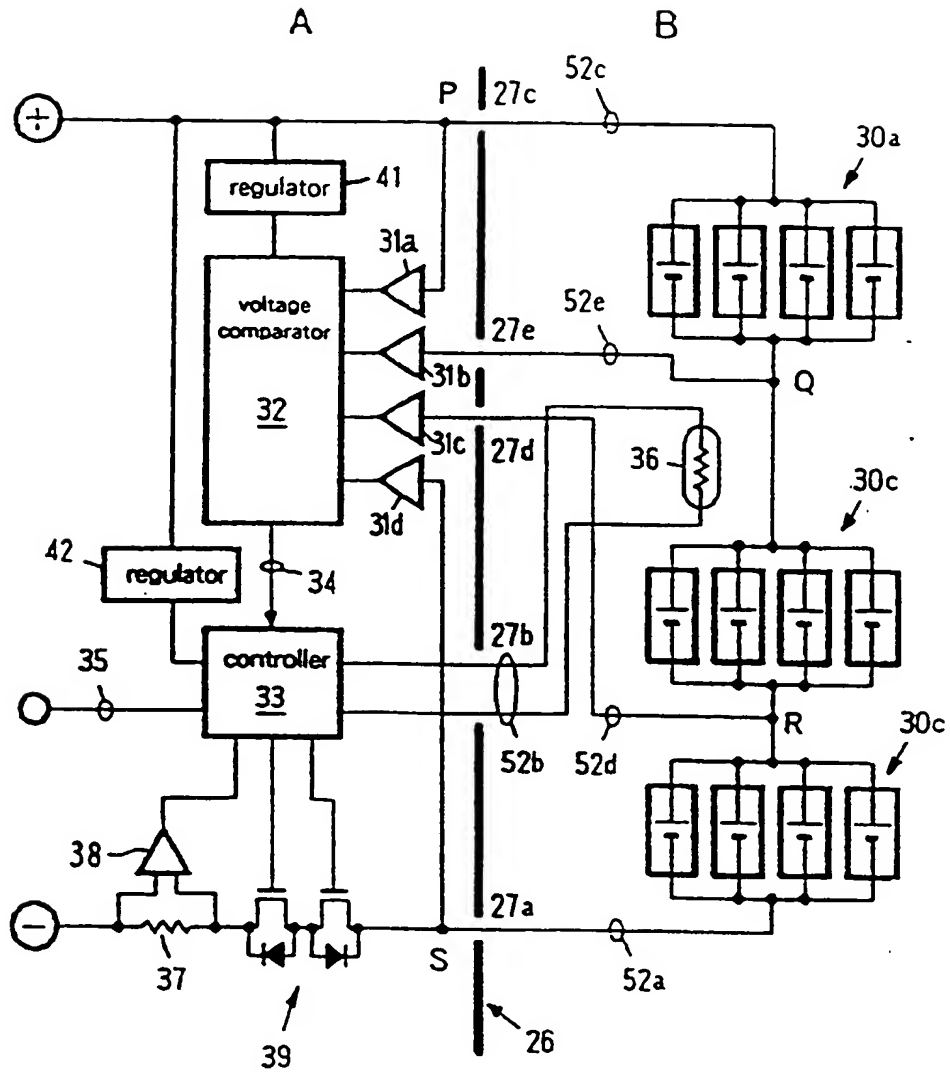 A B
52c
P 27c
+
30a
regulator 41
31a
voltage
comparator
52e
27e
31b Q
32
31c 27d 36
30c
31d
42
regulator 34
27b
controller
35 33
R 30c
52b 52d
38
27a
−
37 S
52a
39 26